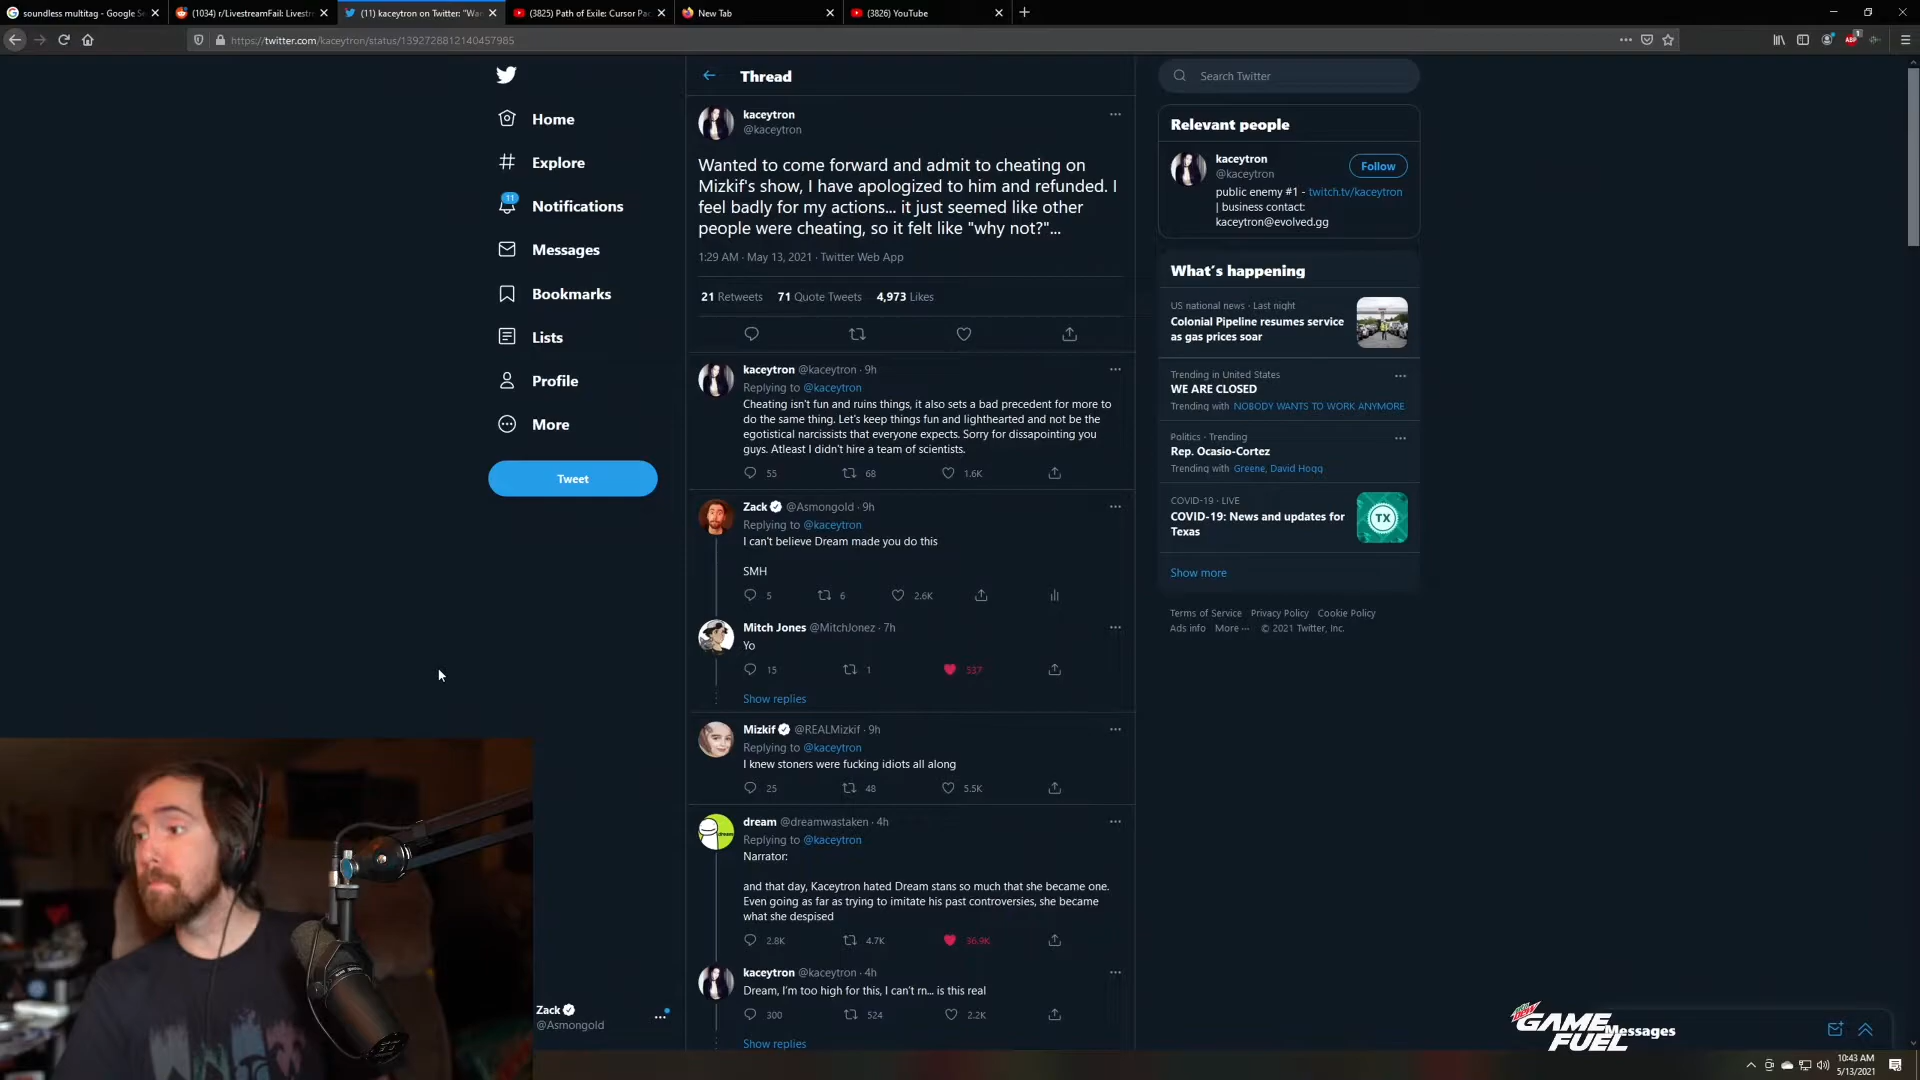 soundless multitag - Google Se
(1034) r/LivestreamFail: Livestr
(11) kaceytron on Twitter: "Wa
(3825) Path of Exile: Cursor Pac
New Tab
(3826) YouTube
https://twitter.com/kaceytron/status/1392728812140457985
Home
Explore
11
Notifications
Messages
Bookmarks
Lists
Profile
More
Tweet
Thread
kaceytron
@kaceytron
Wanted to come forward and admit to cheating on
Mizkif's show, I have apologized to him and refunded. I
feel badly for my actions... it just seemed like other
people were cheating, so it felt like "why not?"...
1:29 AM · May 13, 2021 · Twitter Web App
21 Retweets 71 Quote Tweets 4,973 Likes
kaceytron @kaceytron · 9h
Replying to @kaceytron
Cheating isn't fun and ruins things, it also sets a bad precedent for more to
do the same thing. Let's keep things fun and lighthearted and not be the
egotistical narcissists that everyone expects. Sorry for dissapointing you
guys. Atleast I didn't hire a team of scientists.
55 68 1.6K
Zack @Asmongold · 9h
Replying to @kaceytron
I can't believe Dream made you do this
SMH
5 6 2.6K
Mitch Jones @MitchJonez · 7h
Yo
15 1 537
Show replies
Mizkif @REALMizkif · 9h
Replying to @kaceytron
I knew stoners were fucking idiots all along
25 48 5.5K
dream @dreamwastaken · 4h
Replying to @kaceytron
Narrator:
and that day, Kaceytron hated Dream stans so much that she became one.
Even going as far as trying to imitate his past controversies, she became
what she despised
2.8K 4.7K 36.9K
kaceytron @kaceytron · 4h
Dream, I'm too high for this, I can't rn... is this real
300 524 2.2K
Show replies
Search Twitter
Relevant people
kaceytron
@kaceytron
Follow
public enemy #1 - twitch.tv/kaceytron
| business contact:
kaceytron@evolved.gg
What's happening
US national news · Last night
Colonial Pipeline resumes service
as gas prices soar
Trending in United States
WE ARE CLOSED
Trending with NOBODY WANTS TO WORK ANYMORE
Politics · Trending
Rep. Ocasio-Cortez
Trending with Greene, David Hogg
COVID-19 · LIVE
COVID-19: News and updates for
Texas
TX
Show more
Terms of Service Privacy Policy Cookie Policy
Ads info More ··· © 2021 Twitter, Inc.
Zack
@Asmongold
GAME
FUEL
Messages
10:43 AM
5/13/2021